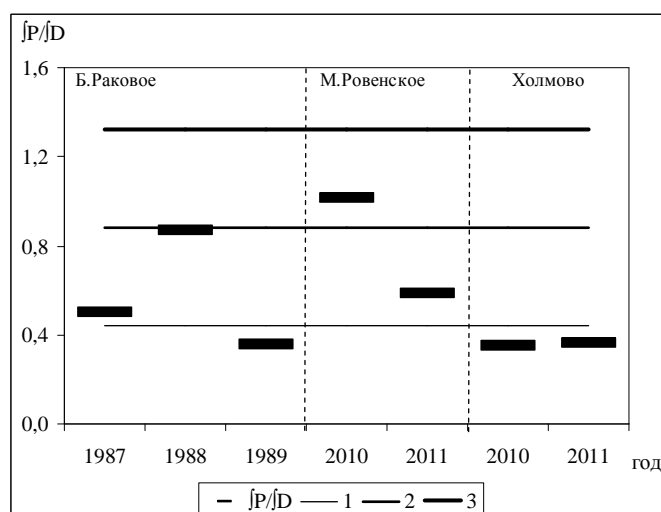 ∫P/∫D
1,6
Б.Раковое М.Ровенское Холмово
1,2
0,8
0,4
0,0
1987 1988 1989 2010 2011 2010 2011 год
∫P/∫D 1 2 3